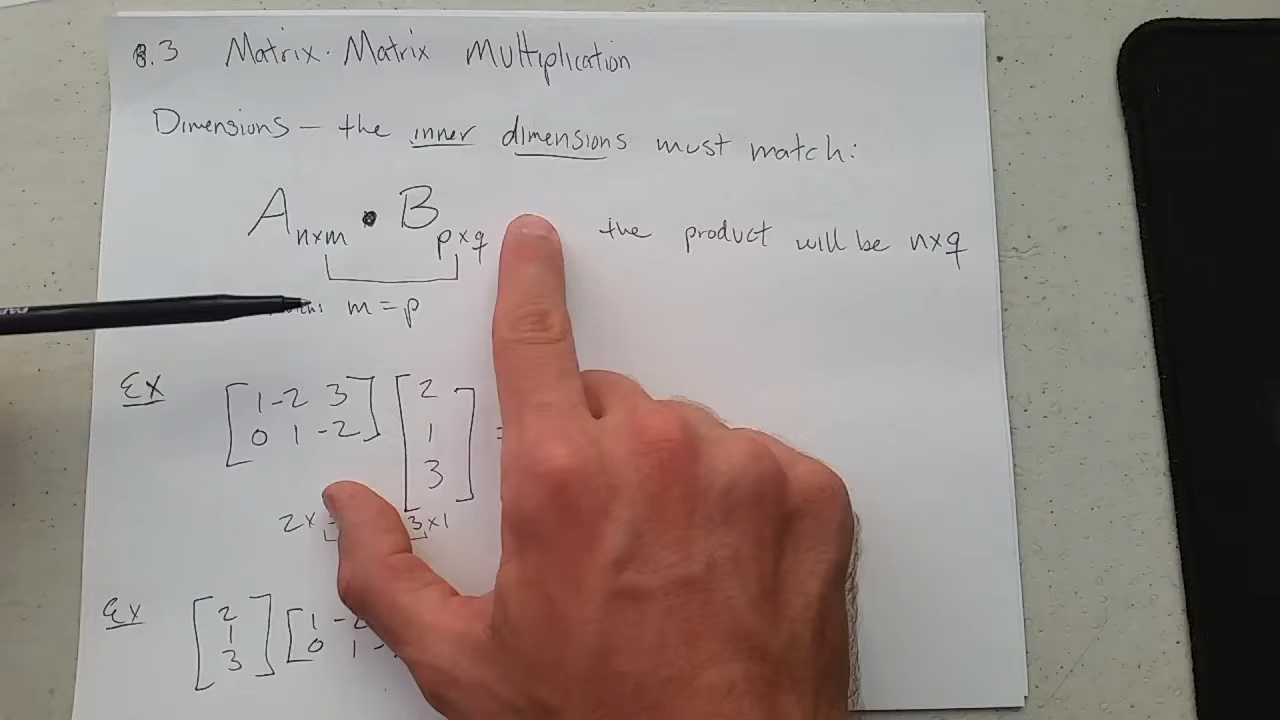 8.3 Matrix · Matrix Multiplication
Dimensions – the inner dimensions must match:
A n×m • B p×q the product will be n×q
m = p
Ex [1 -2 3 [2
0 1 -2] 1
3]
2× 3×1
Ex [2 [1 -2
1 0 1 -
3]